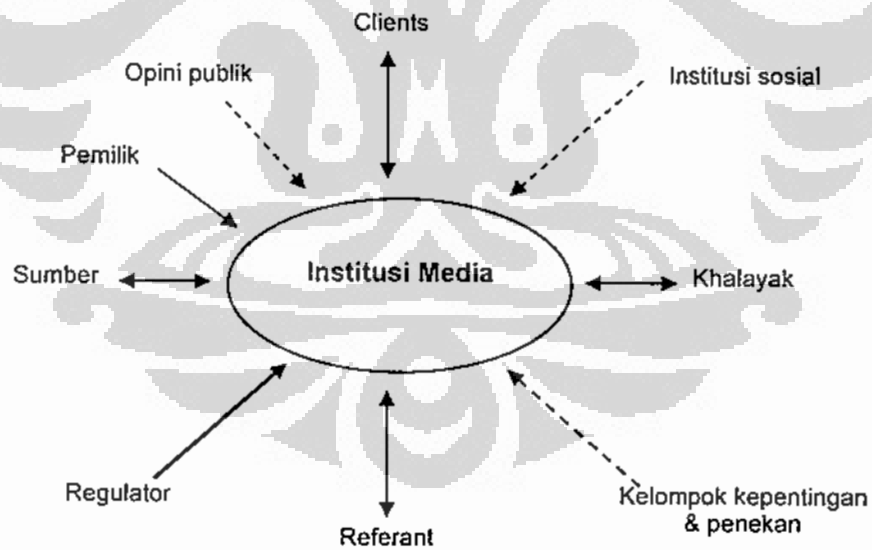 Clients
Opini publik
Institusi sosial
Pemilik
Sumber
Institusi Media
Khalayak
Regulator
Kelompok kepentingan
& penekan
Referant